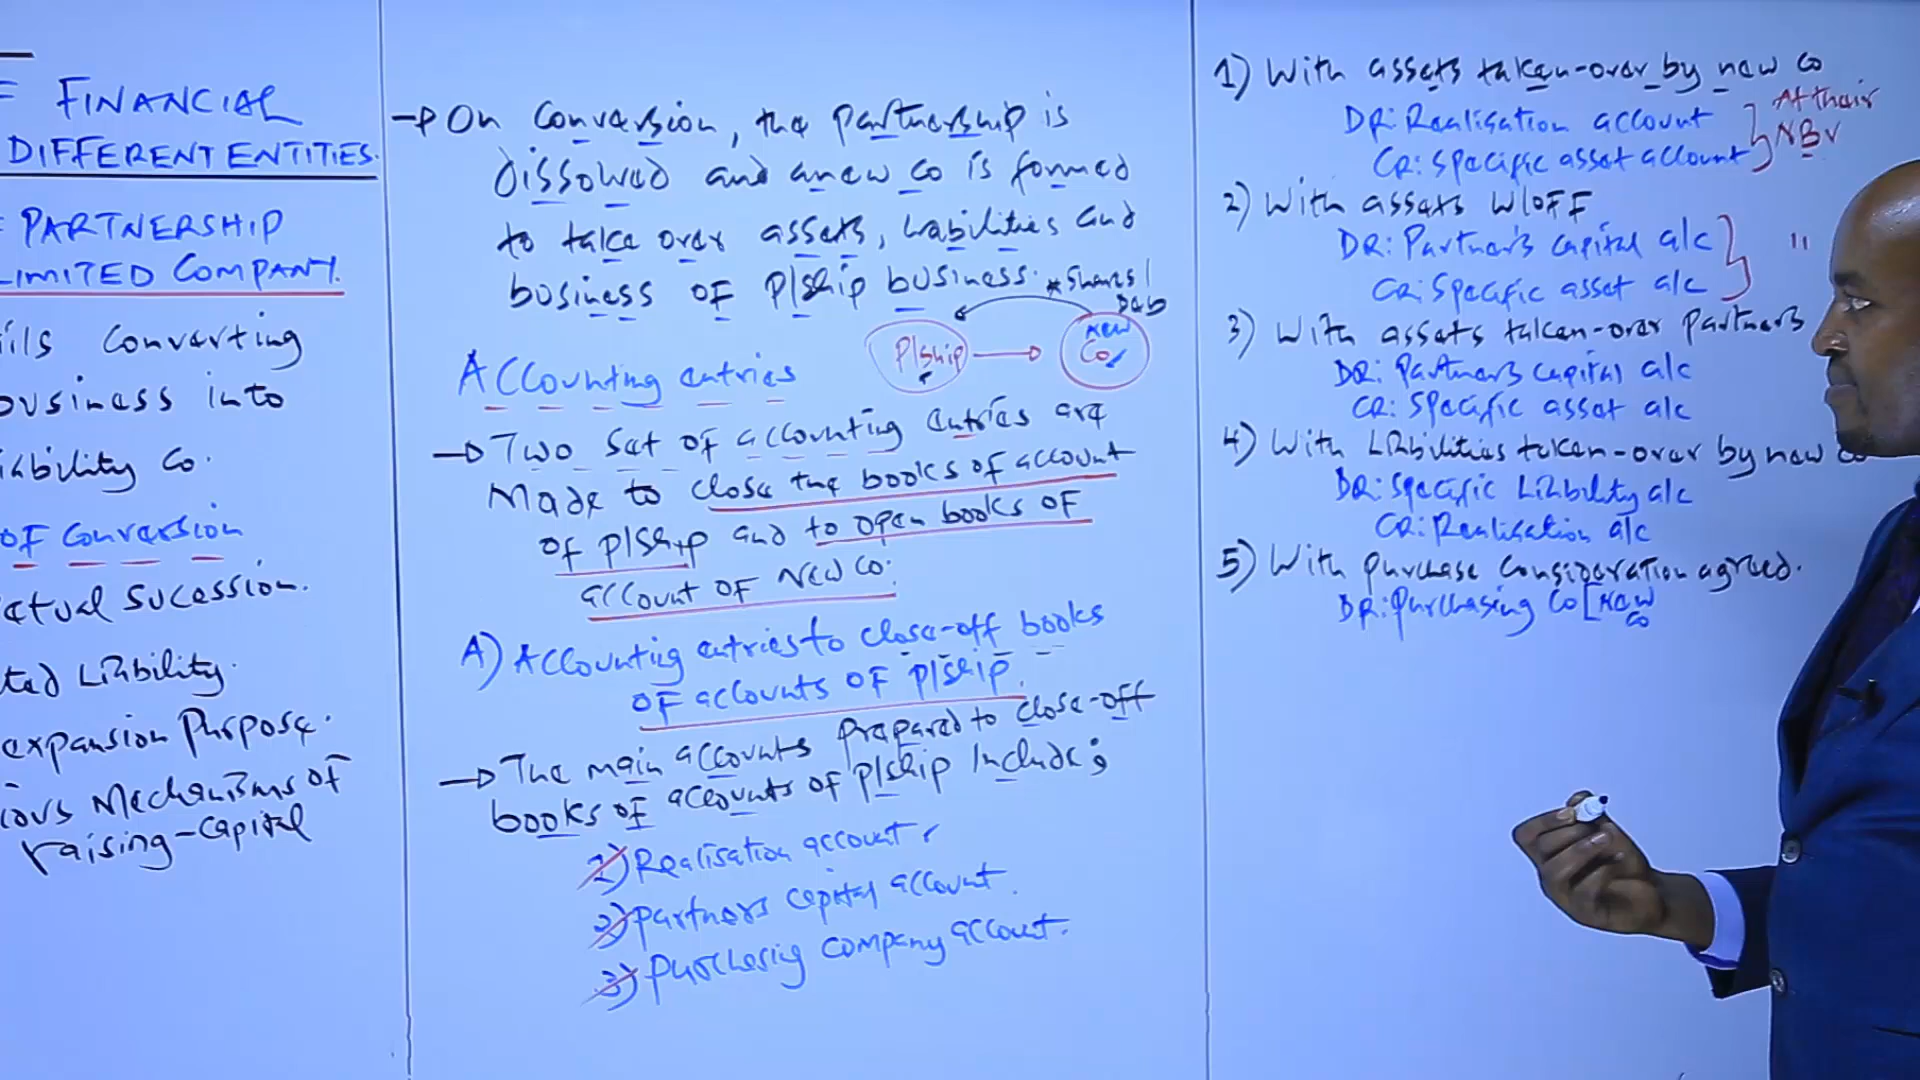 FINANCIAL
DIFFERENT ENTITIES.
PARTNERSHIP
LIMITED COMPANY.
ils Converting
business into
iability Co.
OF Conversion
etual Sucession.
ted Liability.
expansion Purpose.
ious Mechanisms of
raising-Capital
→ On Conversion, the partnership is
dissolved and a new Co is formed
to take over assets, Liabilities and
business OF P/ship business.
*Shares/
Deb
P/ship → New
Co
Accounting entries
→ Two Set of accounting entries are
Made to close the books of account
of P/ship and to open books of
account of New Co.
A) Accounting entries to close-off books
OF accounts OF P/ship.
→ The main accounts prepared to close-off
books of accounts of P/ship Include;
1) Realisation account
2) Partners capital account.
3) Purchasing company account.
1) With assets taken-over by new Co
DR: Realisation account
CR: Specific asset account
At their
NBV
2) With assets W/OFF
DR: Partner's capital a/c
CR: Specific asset a/c
"
3) With assets taken-over Partners
DR: Partners capital a/c
CR: Specific asset a/c
4) With Liabilities taken-over by new Co
DR: Specific Liability a/c
CR: Realisation a/c
5) With purchase Consideration agreed.
DR: Purchasing Co [New
Co